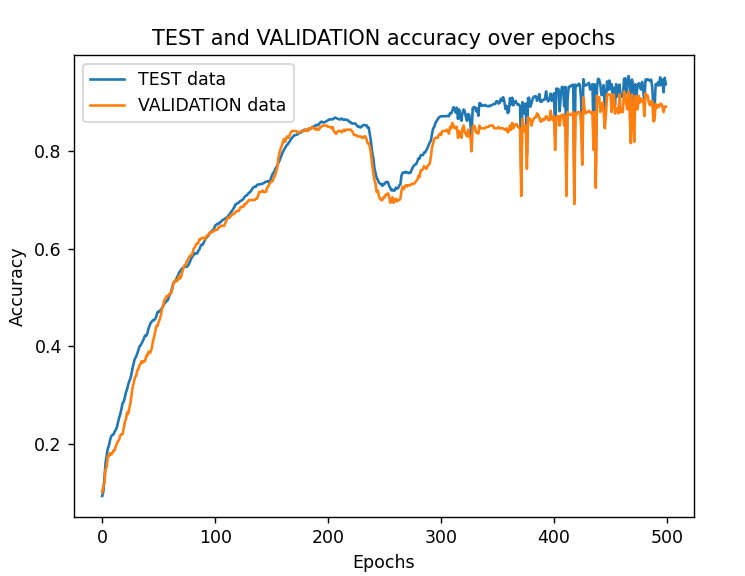 TEST and VALIDATION accuracy over epochs
TEST data
VALIDATION data
0.8
0.6
0.4
0.2
Accuracy
0 100 200 300 400 500
Epochs